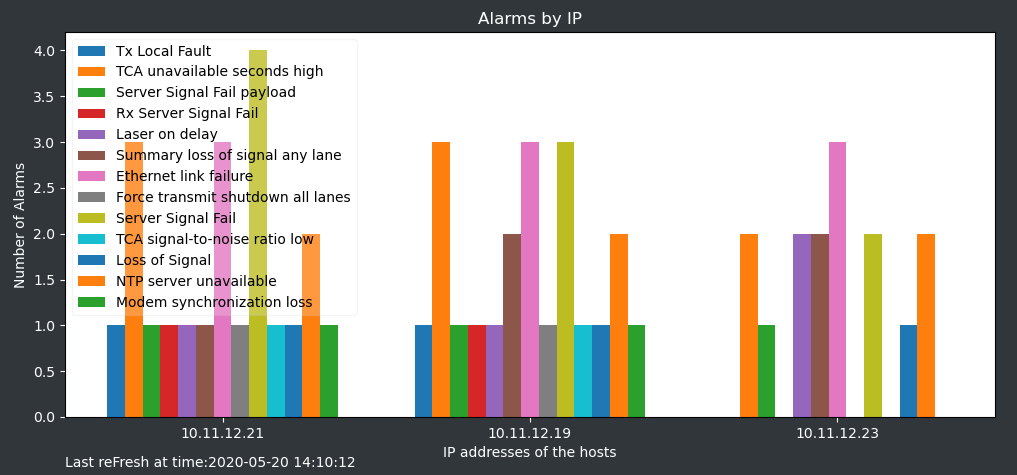 Alarms by IP
4.0
3.5
3.0
2.5
2.0
1.5
1.0
0.5
0.0
Number of Alarms
Tx Local Fault
TCA unavailable seconds high
Server Signal Fail payload
Rx Server Signal Fail
Laser on delay
Summary loss of signal any lane
Ethernet link failure
Force transmit shutdown all lanes
Server Signal Fail
TCA signal-to-noise ratio low
Loss of Signal
NTP server unavailable
Modem synchronization loss
10.11.12.21
10.11.12.19
10.11.12.23
IP addresses of the hosts
Last reFresh at time:2020-05-20 14:10:12